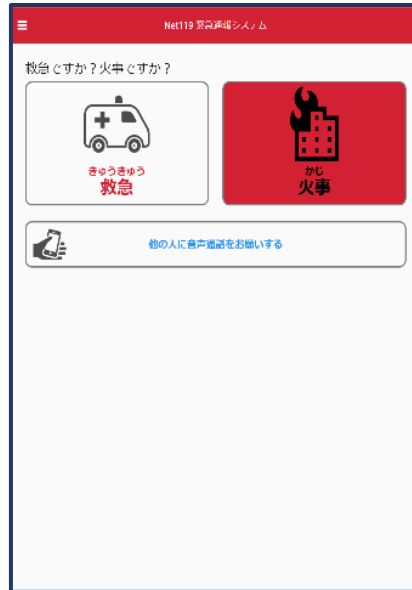 Net119 緊急通報システム
救急ですか？火事ですか？
きゅうきゅう
救急
かじ
火事
他の人に音声通話をお願いする